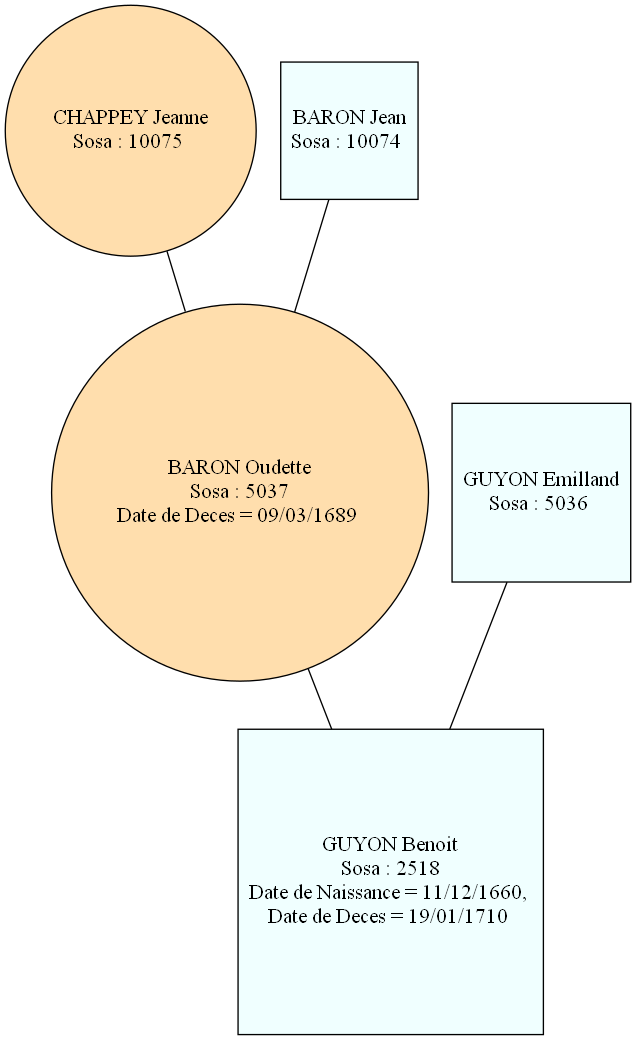 CHAPPEY Jeanne
Sosa : 10075
BARON Jean
Sosa : 10074
BARON Oudette
Sosa : 5037
Date de Deces = 09/03/1689
GUYON Emilland
Sosa : 5036
GUYON Benoit
Sosa : 2518
Date de Naissance = 11/12/1660,
Date de Deces = 19/01/1710